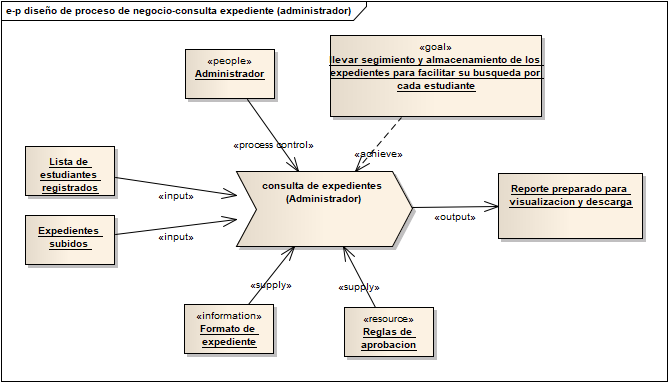 e-p diseño de proceso de negocio-consulta expediente (administrador)
«people»
Administrador
«goal»
llevar segimiento y almacenamiento de los
expedientes para facilitar su busqueda por
cada estudiante
«process control»
«achieve»
Lista de
estudiantes
registrados
«input»
consulta de expedientes
(Administrador)
Reporte preparado para
visualizacion y descarga
«output»
Expedientes
subidos
«input»
«supply»
«supply»
«information»
Formato de
expediente
«resource»
Reglas de
aprobacion